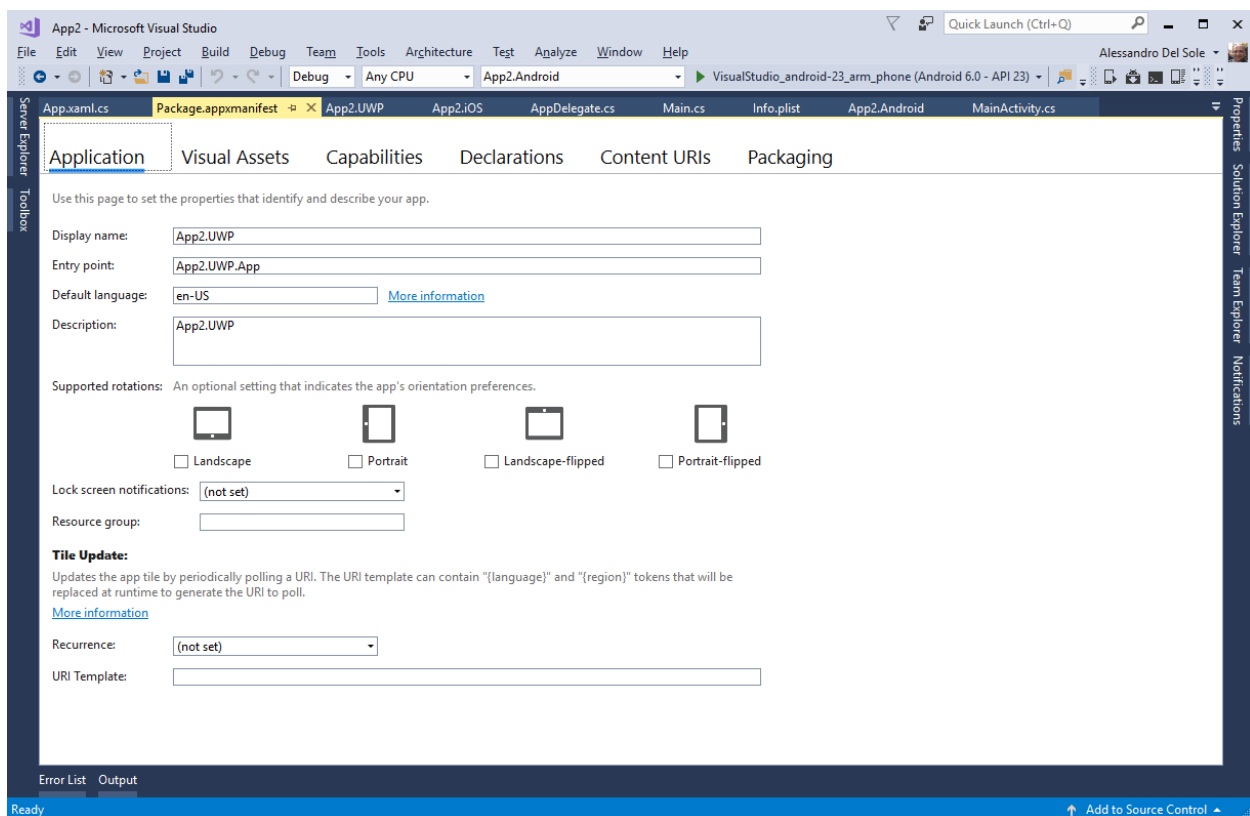 App2 - Microsoft Visual Studio
Quick Launch (Ctrl+Q)
File Edit View Project Build Debug Team Tools Architecture Test Analyze Window Help
Alessandro Del Sole
Debug Any CPU App2.Android VisualStudio_android-23_arm_phone (Android 6.0 - API 23)
App.xaml.cs Package.appxmanifest App2.UWP App2.iOS AppDelegate.cs Main.cs Info.plist App2.Android MainActivity.cs
Server Explorer
Toolbox
Application Visual Assets Capabilities Declarations Content URIs Packaging
Use this page to set the properties that identify and describe your app.
Display name: App2.UWP
Entry point: App2.UWP.App
Default language: en-US More information
Description: App2.UWP
Supported rotations: An optional setting that indicates the app's orientation preferences.
Landscape Portrait Landscape-flipped Portrait-flipped
Lock screen notifications: (not set)
Resource group:
Tile Update:
Updates the app tile by periodically polling a URI. The URI template can contain "{language}" and "{region}" tokens that will be
replaced at runtime to generate the URI to poll.
More information
Recurrence: (not set)
URI Template:
Properties
Solution Explorer
Team Explorer
Notifications
Error List Output
Ready
Add to Source Control